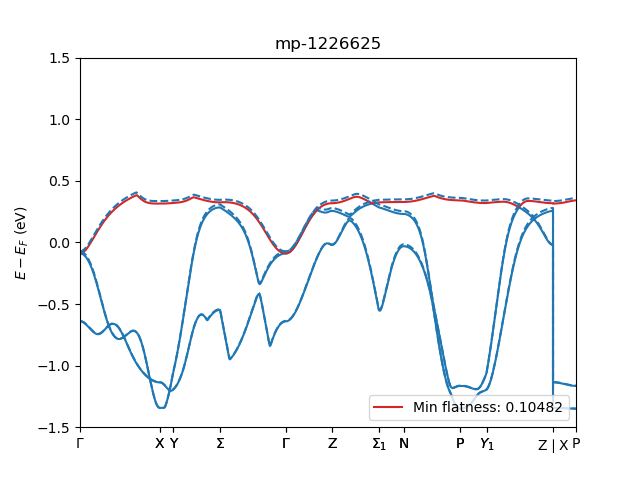 mp-1226625
E − E_F (eV)
1.5
1.0
0.5
0.0
−0.5
−1.0
−1.5
Min flatness: 0.10482
Γ X Y Σ Γ Z Σ₁ N P Y₁ Z | X P